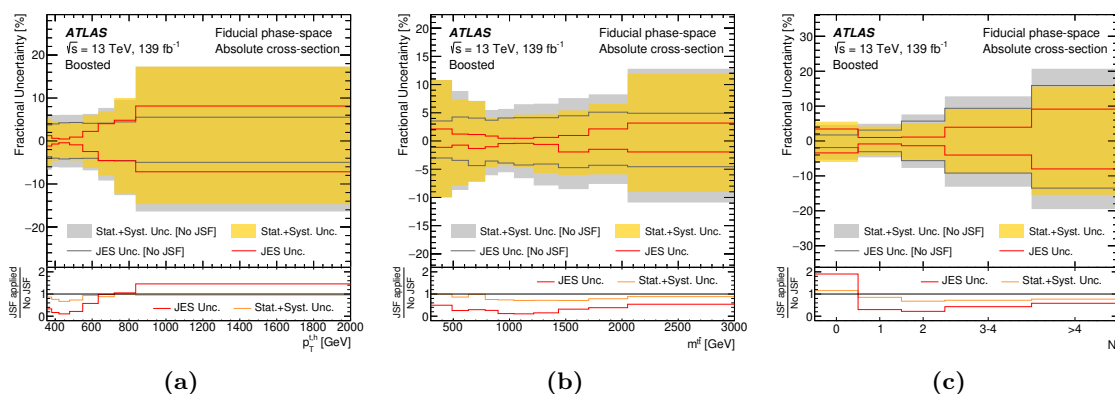 ATLAS
√s = 13 TeV, 139 fb⁻¹
Boosted
Fiducial phase-space
Absolute cross-section
Fractional Uncertainty [%]
20
10
0
−10
−20
Stat.+Syst. Unc. [No JSF]
Stat.+Syst. Unc.
JES Unc. [No JSF]
JES Unc.
JSF applied
No JSF
2
1
0
JES Unc.
Stat.+Syst. Unc.
400 600 800 1000 1200 1400 1600 1800 2000
p_T^{t,h} [GeV]
(a)
ATLAS
√s = 13 TeV, 139 fb⁻¹
Boosted
Fiducial phase-space
Absolute cross-section
Fractional Uncertainty [%]
20
15
10
5
0
−5
−10
−15
−20
Stat.+Syst. Unc. [No JSF]
Stat.+Syst. Unc.
JES Unc. [No JSF]
JES Unc.
JSF applied
No JSF
2
1
0
JES Unc.
Stat.+Syst. Unc.
500 1000 1500 2000 2500 3000
m^{tt̄} [GeV]
(b)
ATLAS
√s = 13 TeV, 139 fb⁻¹
Boosted
Fiducial phase-space
Absolute cross-section
Fractional Uncertainty [%]
30
20
10
0
−10
−20
−30
Stat.+Syst. Unc. [No JSF]
Stat.+Syst. Unc.
JES Unc. [No JSF]
JES Unc.
JSF applied
No JSF
2
1
0
JES Unc.
Stat.+Syst. Unc.
0 1 2 3-4 >4
N
(c)